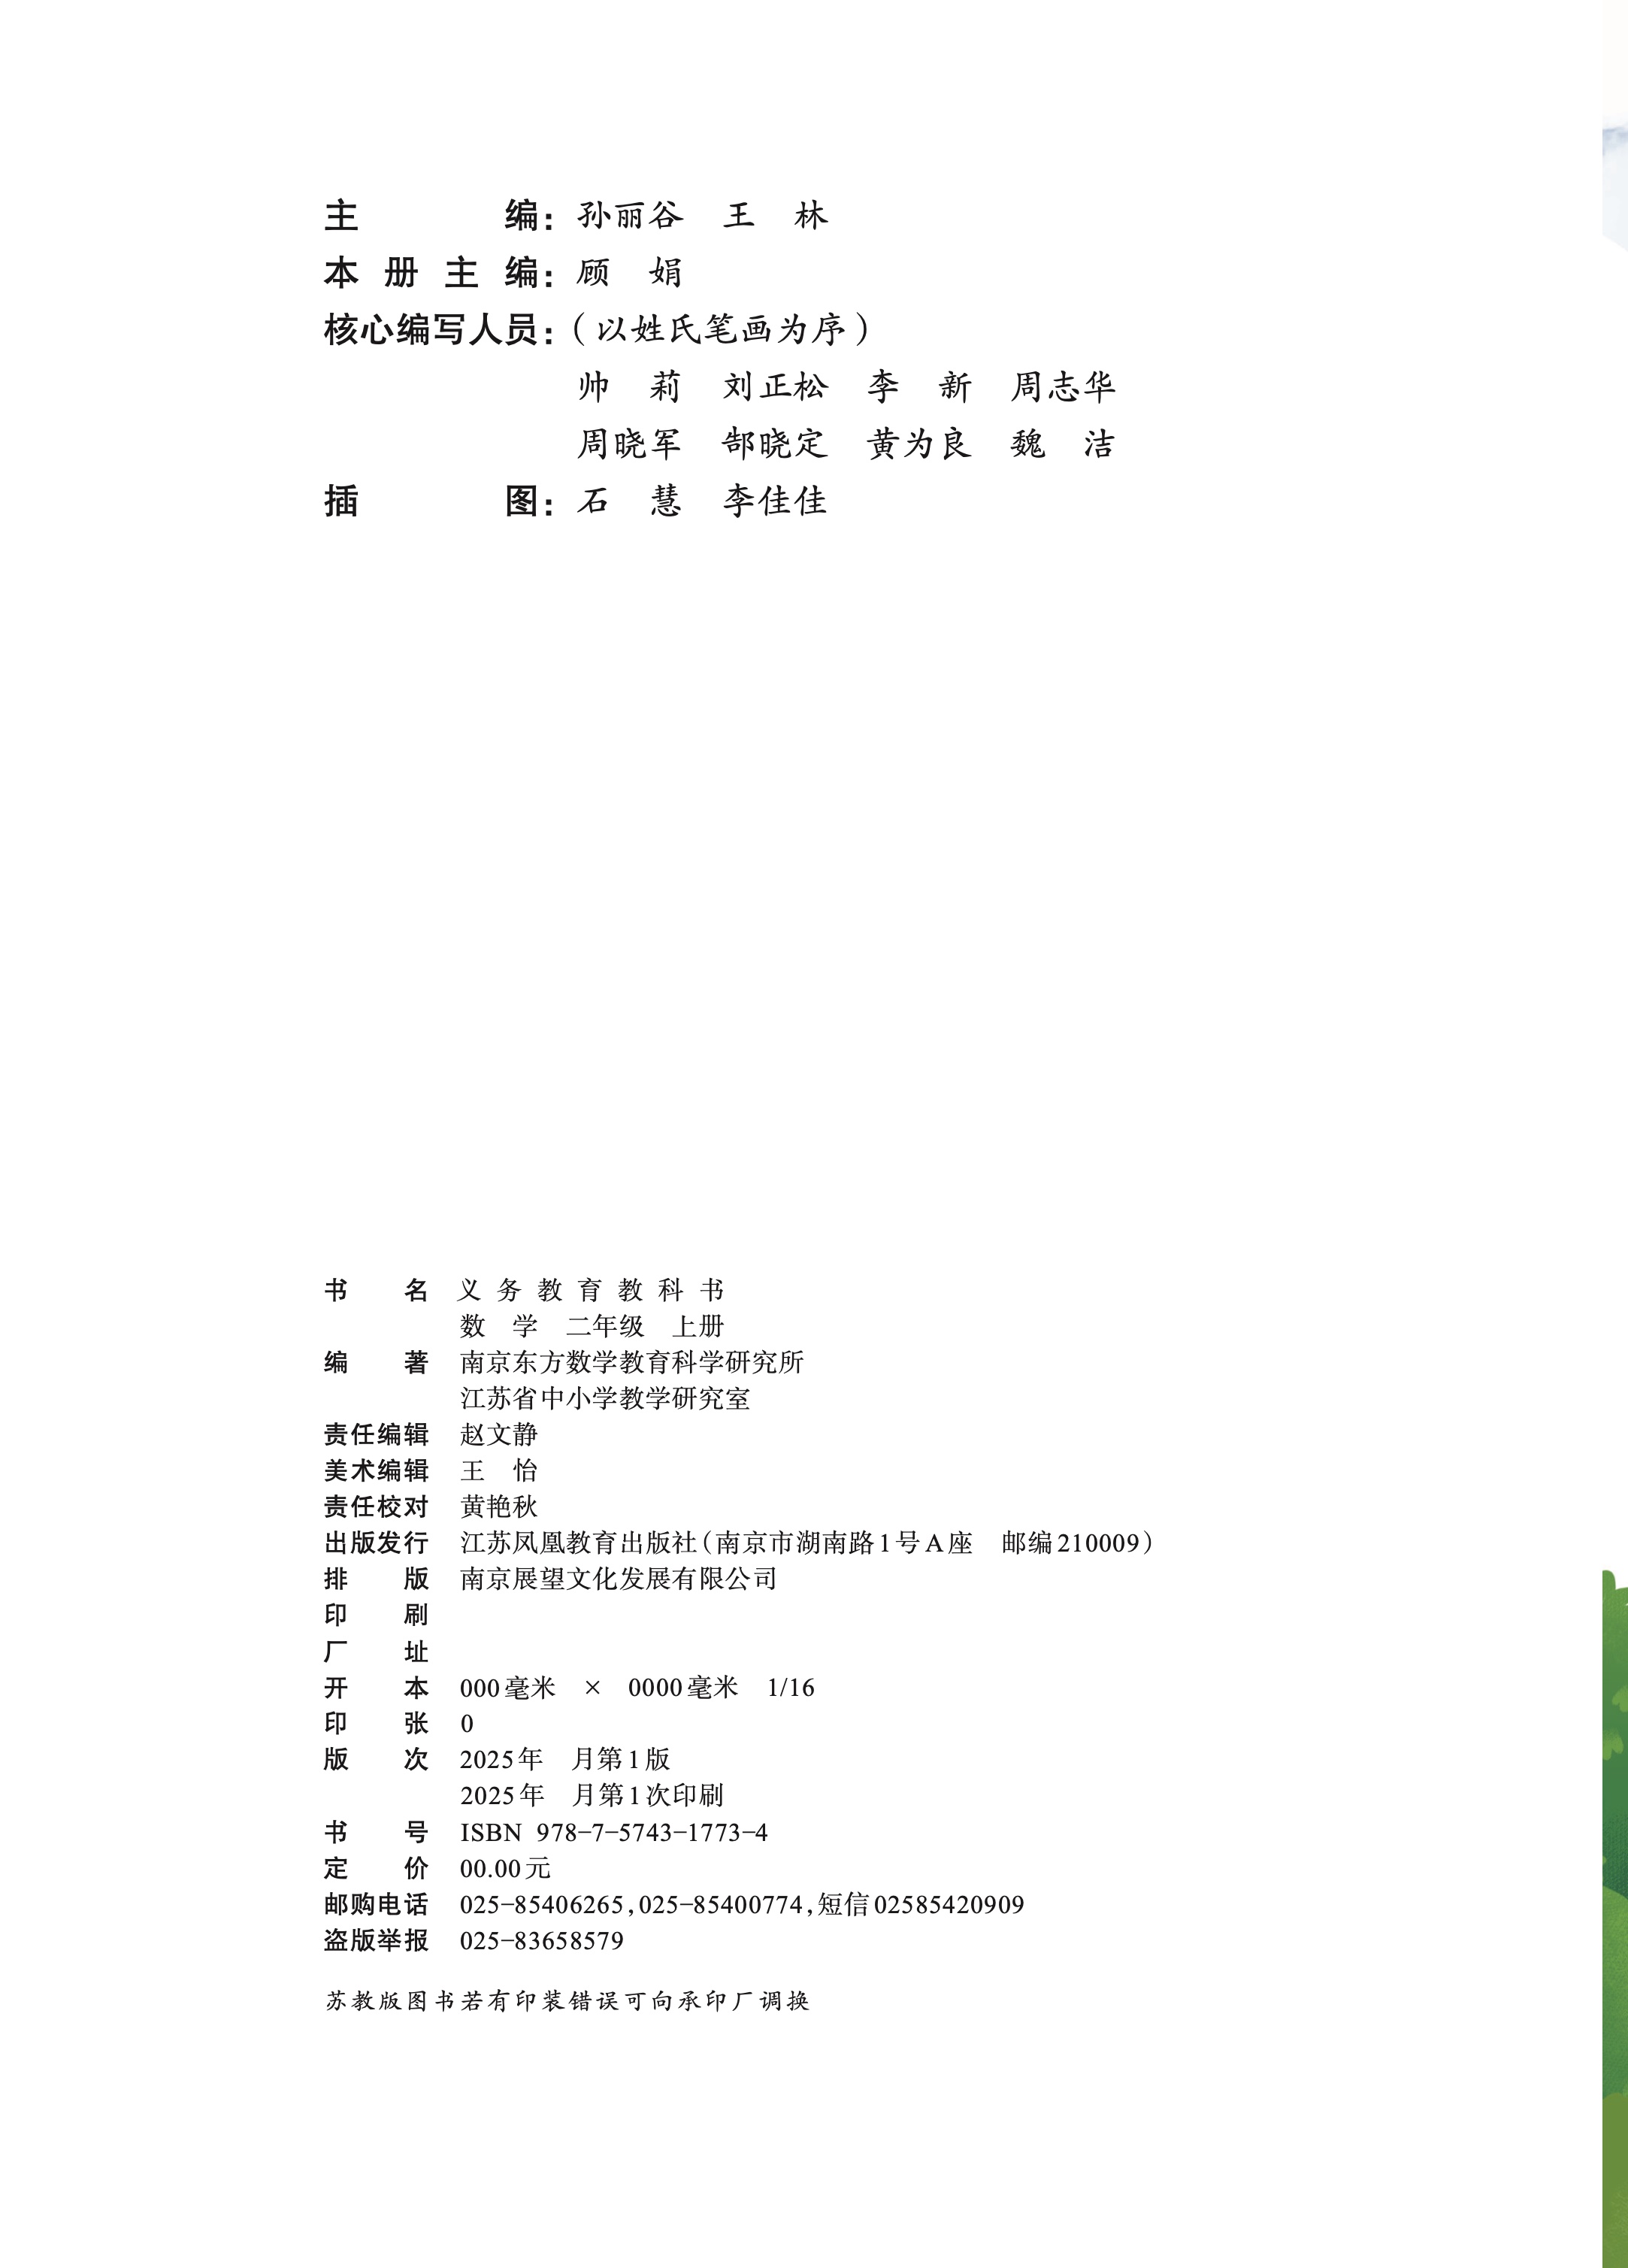 主编：孙丽谷 王 林
本册主编：顾 娟
核心编写人员：（以姓氏笔画为序）
帅 莉 刘正松 李 新 周志华
周晓军 郜晓定 黄为良 魏 洁
插图：石 慧 李佳佳
书名 义务教育教科书
数 学 二年级 上册
编著 南京东方数学教育科学研究所
江苏省中小学教学研究室
责任编辑 赵文静
美术编辑 王 怡
责任校对 黄艳秋
出版发行 江苏凤凰教育出版社（南京市湖南路1号A座 邮编210009）
排版 南京展望文化发展有限公司
印刷
厂址
开本 000毫米 × 0000毫米 1/16
印张 0
版次 2025年 月第1版
2025年 月第1次印刷
书号 ISBN 978-7-5743-1773-4
定价 00.00元
邮购电话 025-85406265，025-85400774，短信02585420909
盗版举报 025-83658579
苏教版图书若有印装错误可向承印厂调换